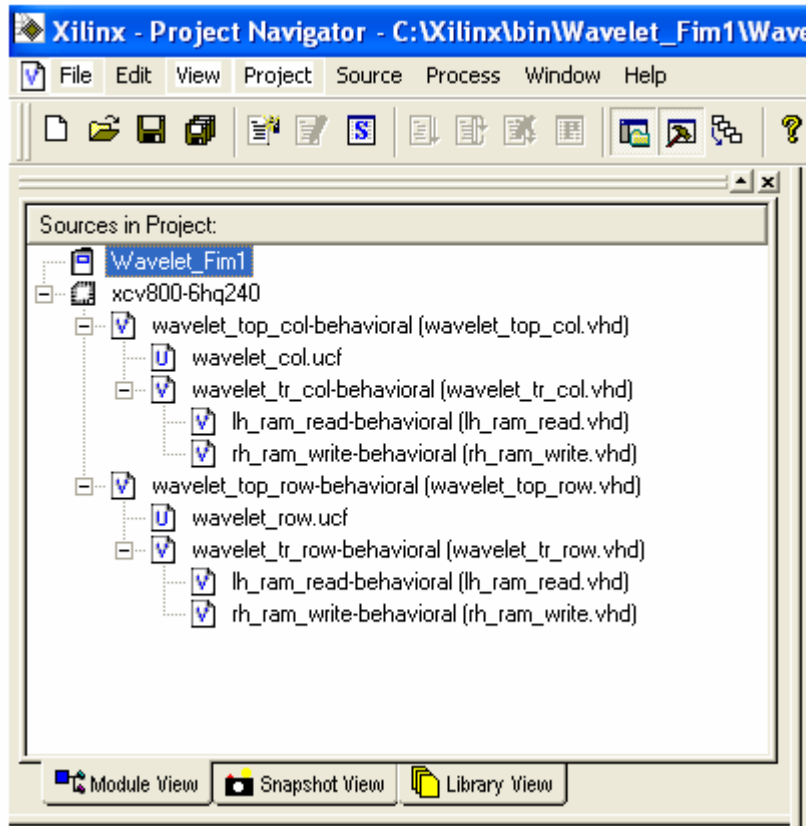 Xilinx - Project Navigator - C:\Xilinx\bin\Wavelet_Fim1\Wave
File Edit View Project Source Process Window Help
Sources in Project:
Wavelet_Fim1
xcv800-6hq240
wavelet_top_col-behavioral (wavelet_top_col.vhd)
wavelet_col.ucf
wavelet_tr_col-behavioral (wavelet_tr_col.vhd)
lh_ram_read-behavioral (lh_ram_read.vhd)
rh_ram_write-behavioral (rh_ram_write.vhd)
wavelet_top_row-behavioral (wavelet_top_row.vhd)
wavelet_row.ucf
wavelet_tr_row-behavioral (wavelet_tr_row.vhd)
lh_ram_read-behavioral (lh_ram_read.vhd)
rh_ram_write-behavioral (rh_ram_write.vhd)
Module View Snapshot View Library View